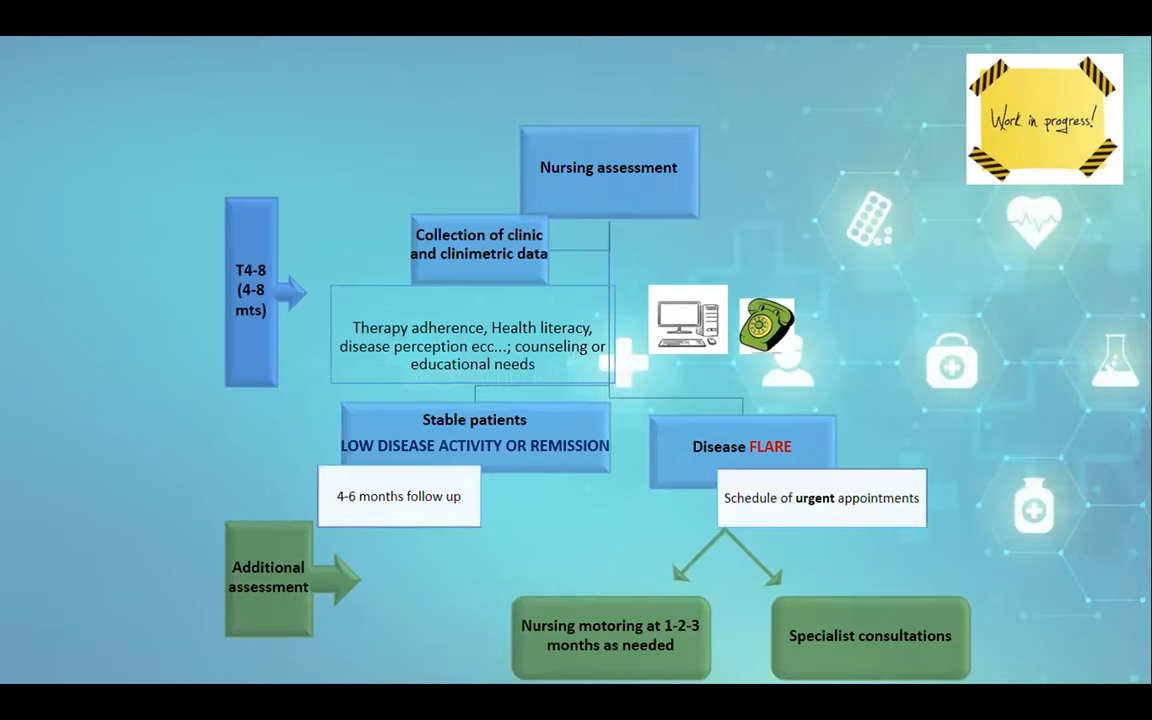 Work in progress!
Nursing assessment
Collection of clinic
and clinimetric data
T4-8
(4-8
mts)
Therapy adherence, Health literacy,
disease perception ecc...; counseling or
educational needs
Stable patients
LOW DISEASE ACTIVITY OR REMISSION
Disease FLARE
4-6 months follow up
Schedule of urgent appointments
Additional
assessment
Nursing motoring at 1-2-3
months as needed
Specialist consultations